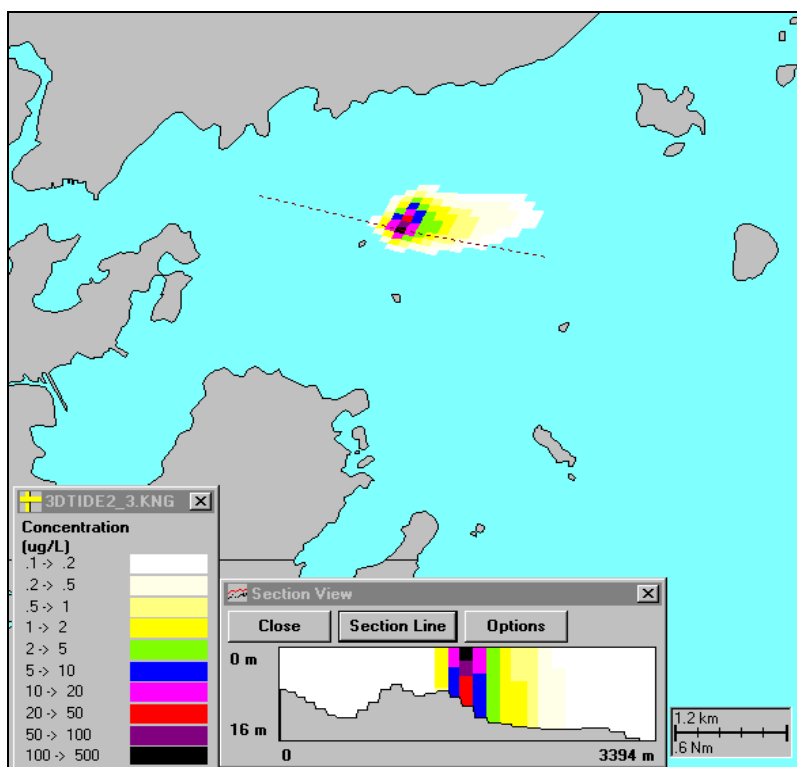 3DTIDE2_3.KNG
Concentration
(ug/L)
.1 -> .2
.2 -> .5
.5 -> 1
1 -> 2
2 -> 5
5 -> 10
10 -> 20
20 -> 50
50 -> 100
100 -> 500
Section View
Close Section Line Options
0 m
16 m
0 3394 m
1.2 km
.6 Nm